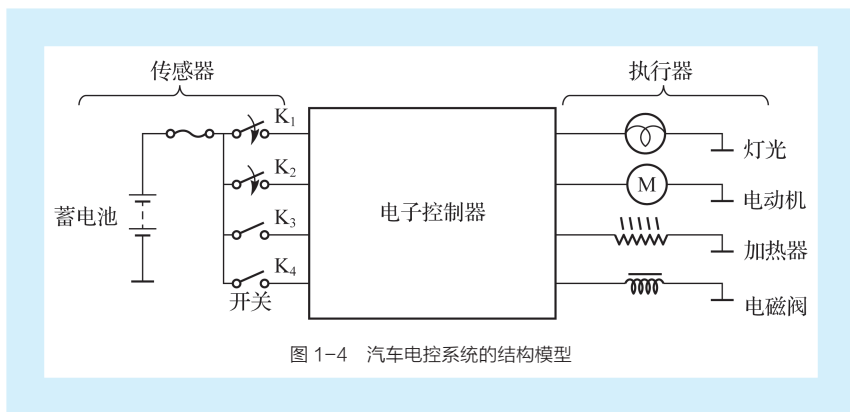 传感器
执行器
K₁
K₂
K₃
K₄
开关
蓄电池
电子控制器
灯光
M
电动机
加热器
电磁阀
图 1-4 汽车电控系统的结构模型